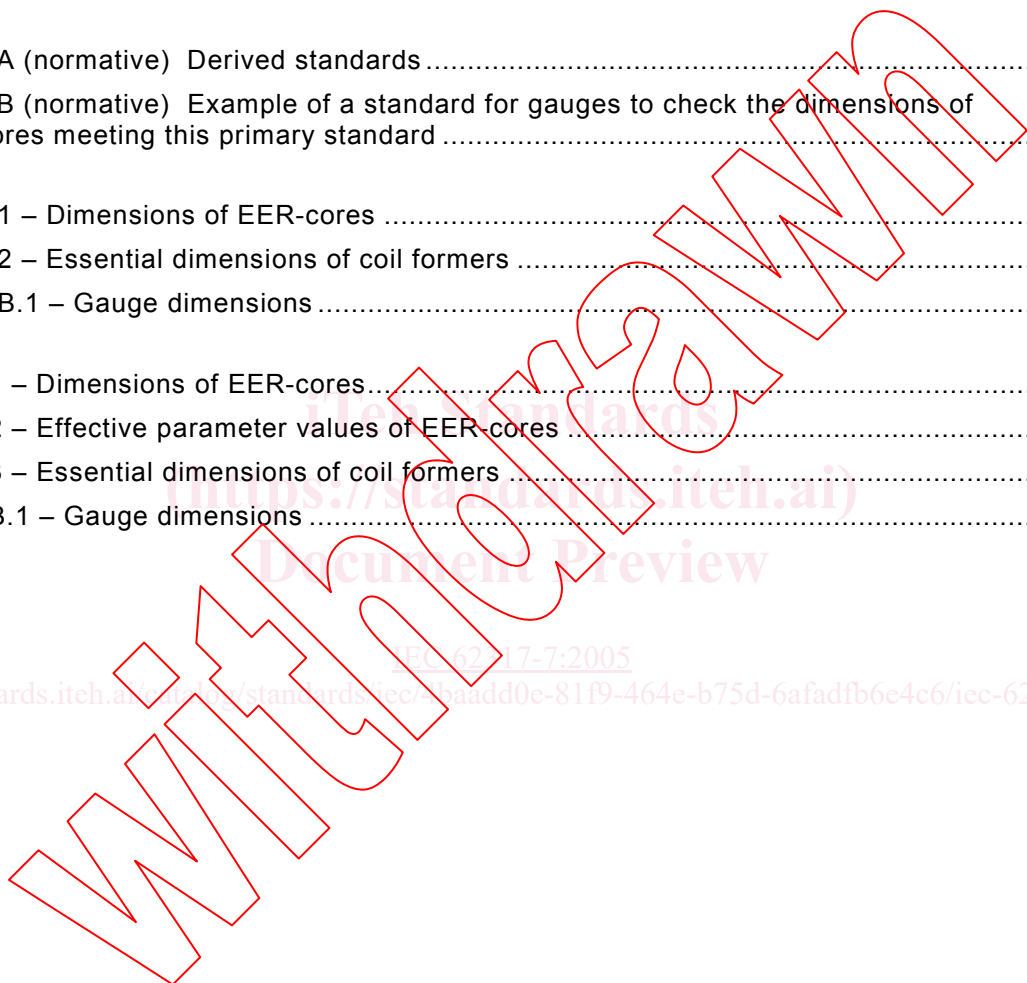 A (normative) Derived standards
B (normative) Example of a standard for gauges to check the dimensions of
ores meeting this primary standard
1 – Dimensions of EER-cores
2 – Essential dimensions of coil formers
B.1 – Gauge dimensions
– Dimensions of EER-cores
– Effective parameter values of EER-cores
– Essential dimensions of coil formers
.1 – Gauge dimensions
iTeh Standards
(https://standards.iteh.ai)
Document Preview
IEC 62317-7:2005
ards.iteh.ai/catalog/standards/iec/4baadd0e-81f9-464e-b75d-6afadfb6e4c6/iec-62
withdrawn